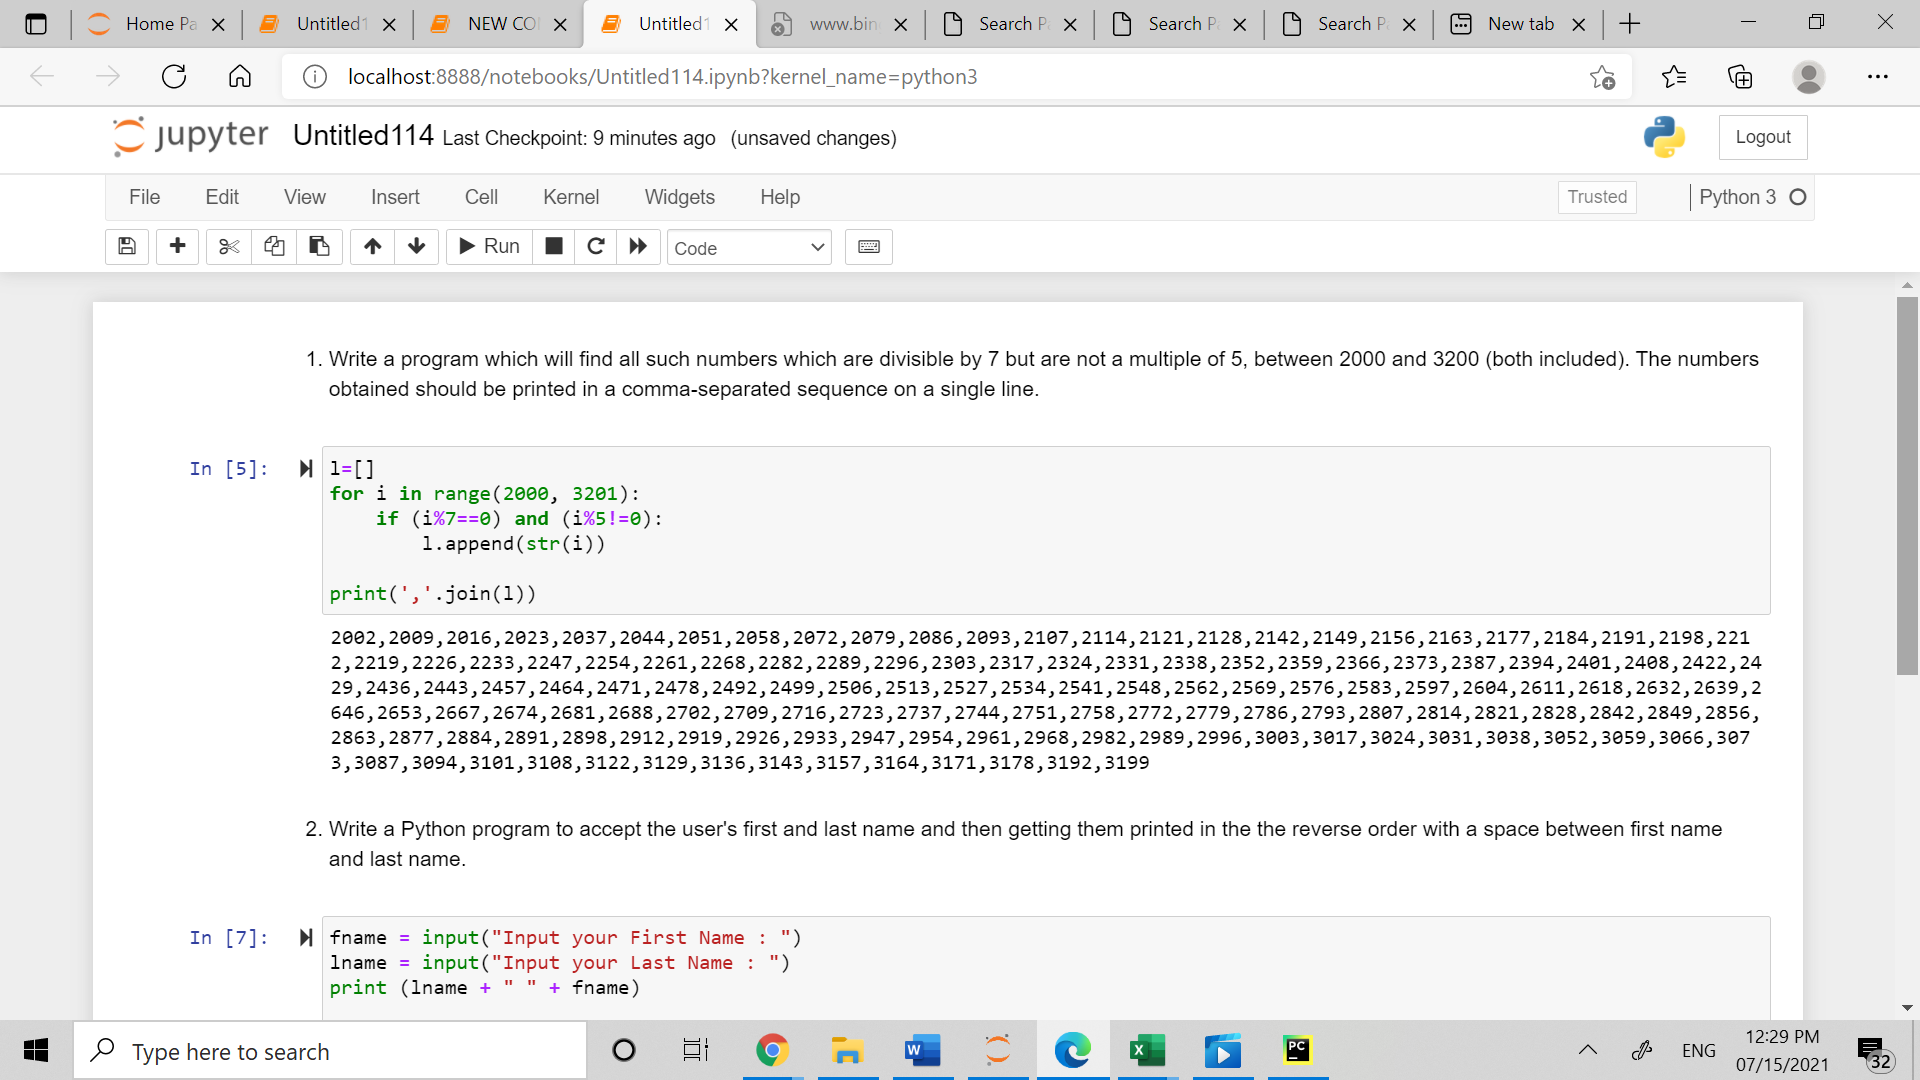 Home Pa
Untitled1
NEW CO
Untitled1
www.bin
Search P
Search P
Search Pa
New tab
localhost:8888/notebooks/Untitled114.ipynb?kernel_name=python3
jupyter Untitled114 Last Checkpoint: 9 minutes ago (unsaved changes)
Logout
File Edit View Insert Cell Kernel Widgets Help
Trusted
Python 3
Run
Code
1. Write a program which will find all such numbers which are divisible by 7 but are not a multiple of 5, between 2000 and 3200 (both included). The numbers
obtained should be printed in a comma-separated sequence on a single line.
In [5]:
l=[]
for i in range(2000, 3201):
    if (i%7==0) and (i%5!=0):
        l.append(str(i))
print(','.join(l))
2002,2009,2016,2023,2037,2044,2051,2058,2072,2079,2086,2093,2107,2114,2121,2128,2142,2149,2156,2163,2177,2184,2191,2198,221
2,2219,2226,2233,2247,2254,2261,2268,2282,2289,2296,2303,2317,2324,2331,2338,2352,2359,2366,2373,2387,2394,2401,2408,2422,24
29,2436,2443,2457,2464,2471,2478,2492,2499,2506,2513,2527,2534,2541,2548,2562,2569,2576,2583,2597,2604,2611,2618,2632,2639,2
646,2653,2667,2674,2681,2688,2702,2709,2716,2723,2737,2744,2751,2758,2772,2779,2786,2793,2807,2814,2821,2828,2842,2849,2856,
2863,2877,2884,2891,2898,2912,2919,2926,2933,2947,2954,2961,2968,2982,2989,2996,3003,3017,3024,3031,3038,3052,3059,3066,307
3,3087,3094,3101,3108,3122,3129,3136,3143,3157,3164,3171,3178,3192,3199
2. Write a Python program to accept the user's first and last name and then getting them printed in the the reverse order with a space between first name
and last name.
In [7]:
fname = input("Input your First Name : ")
lname = input("Input your Last Name : ")
print (lname + " " + fname)
Type here to search
W
X
PC
ENG
12:29 PM
07/15/2021
32